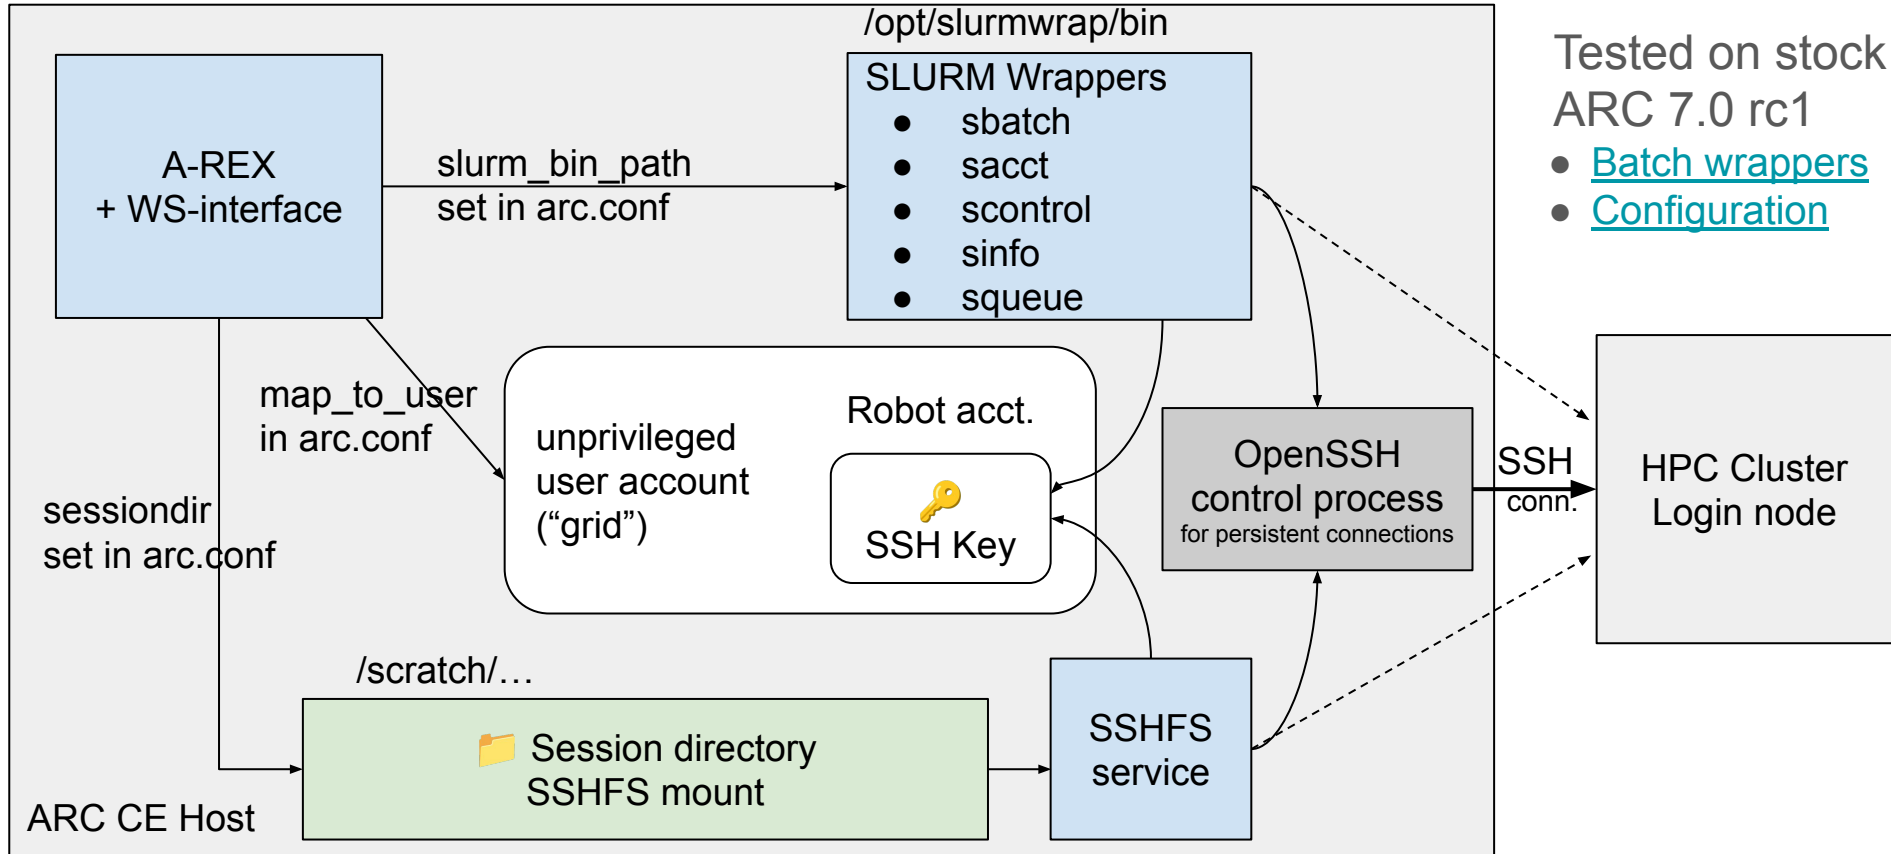 /opt/slurmwrap/bin
A-REX
+ WS-interface
slurm_bin_path
set in arc.conf
SLURM Wrappers
● sbatch
● sacct
● scontrol
● sinfo
● squeue
Tested on stock
ARC 7.0 rc1
● Batch wrappers
● Configuration
map_to_user
in arc.conf
unprivileged
user account
(“grid”)
Robot acct.
SSH Key
OpenSSH
control process
for persistent connections
SSH
conn.
HPC Cluster
Login node
sessiondir
set in arc.conf
/scratch/…
Session directory
SSHFS mount
SSHFS
service
ARC CE Host